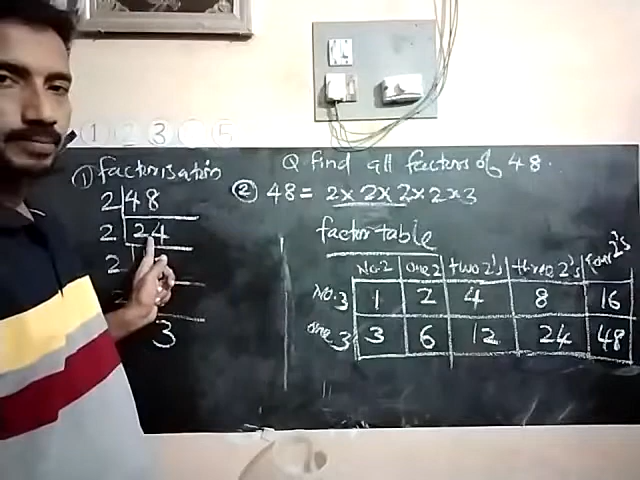 1 2 3 5
Q. Find all factors of 48.
① factorisation
② 48 = 2 × 2 × 2 × 2 × 3
2 48
2 24
2
3
factor table
No.2 one 2 two 2's three 2's four 2's
No.3 1 2 4 8 16
one 3 3 6 12 24 48